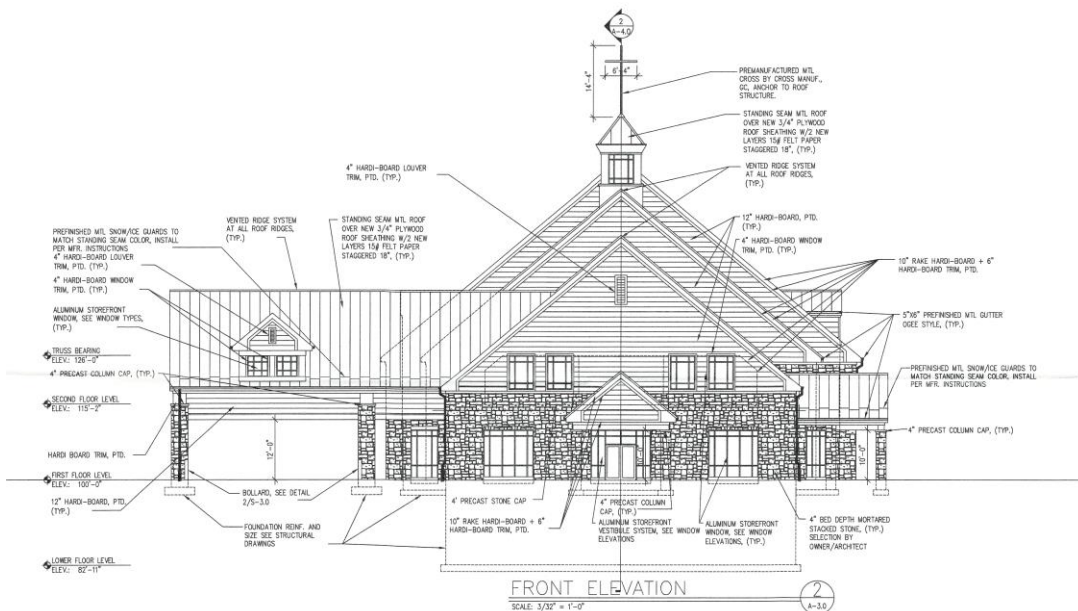 2
A-4.0
6'-4"
14'-4"
PREMANUFACTURED MTL
CROSS BY CROSS MANUF.,
GC, ANCHOR TO ROOF
STRUCTURE.
STANDING SEAM MTL ROOF
OVER NEW 3/4" PLYWOOD
ROOF SHEATHING W/2 NEW
LAYERS 15# FELT PAPER
STAGGERED 18", (TYP.)
4" HARDI-BOARD LOUVER
TRIM, PTD. (TYP.)
VENTED RIDGE SYSTEM
AT ALL ROOF RIDGES,
(TYP.)
VENTED RIDGE SYSTEM
AT ALL ROOF RIDGES,
(TYP.)
STANDING SEAM MTL ROOF
OVER NEW 3/4" PLYWOOD
ROOF SHEATHING W/2 NEW
LAYERS 15# FELT PAPER
STAGGERED 18", (TYP.)
12" HARDI-BOARD, PTD.
(TYP.)
4" HARDI-BOARD WINDOW
TRIM, PTD. (TYP.)
PREFINISHED MTL SNOW/ICE GUARDS TO
MATCH STANDING SEAM COLOR, INSTALL
PER MFR. INSTRUCTIONS
4" HARDI-BOARD LOUVER
TRIM, PTD. (TYP.)
4" HARDI-BOARD WINDOW
TRIM, PTD. (TYP.)
ALUMINUM STOREFRONT
WINDOW, SEE WINDOW TYPES,
(TYP.)
10" RAKE HARDI-BOARD + 6"
HARDI-BOARD TRIM, PTD.
5"X6" PREFINISHED MTL GUTTER
OGEE STYLE, (TYP.)
TRUSS BEARING
ELEV.: 126'-0"
4" PRECAST COLUMN CAP, (TYP.)
PREFINISHED MTL SNOW/ICE GUARDS TO
MATCH STANDING SEAM COLOR, INSTALL
PER MFR. INSTRUCTIONS
SECOND FLOOR LEVEL
ELEV.: 115'-2"
4" PRECAST COLUMN CAP, (TYP.)
HARDI BOARD TRIM, PTD.
12'-0"
10'-0"
FIRST FLOOR LEVEL
ELEV.: 100'-0"
12" HARDI-BOARD, PTD.
(TYP.)
BOLLARD, SEE DETAIL
2/S-3.0
4' PRECAST STONE CAP
4" PRECAST COLUMN
CAP, (TYP.)
10" RAKE HARDI-BOARD + 6"
HARDI-BOARD TRIM, PTD.
ALUMINUM STOREFRONT
VESTIBULE SYSTEM, SEE WINDOW
ELEVATIONS
ALUMINUM STOREFRONT
WINDOW, SEE WINDOW
ELEVATIONS, (TYP.)
4" BED DEPTH MORTARED
STACKED STONE, (TYP.)
SELECTION BY
OWNER/ARCHITECT
FOUNDATION REINF. AND
SIZE SEE STRUCTURAL
DRAWINGS
LOWER FLOOR LEVEL
ELEV.: 82'-11"
FRONT ELEVATION
SCALE: 3/32" = 1'-0"
2
A-3.0